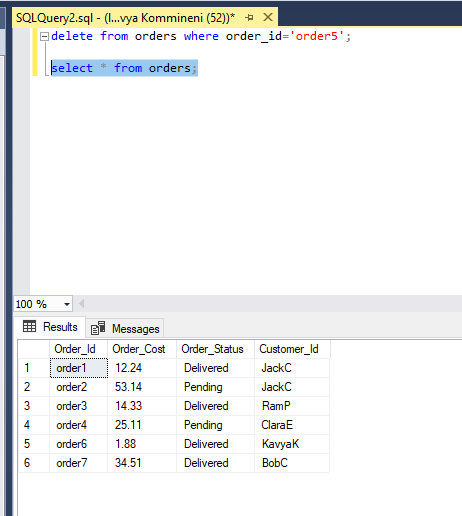 SQLQuery2.sql - (l...vya Kommineni (52))*
delete from orders where order_id='order5';
select * from orders;
100 %
Results Messages
Order_Id Order_Cost Order_Status Customer_Id
1 order1 12.24 Delivered JackC
2 order2 53.14 Pending JackC
3 order3 14.33 Delivered RamP
4 order4 25.11 Pending ClaraE
5 order6 1.88 Delivered KavyaK
6 order7 34.51 Delivered BobC